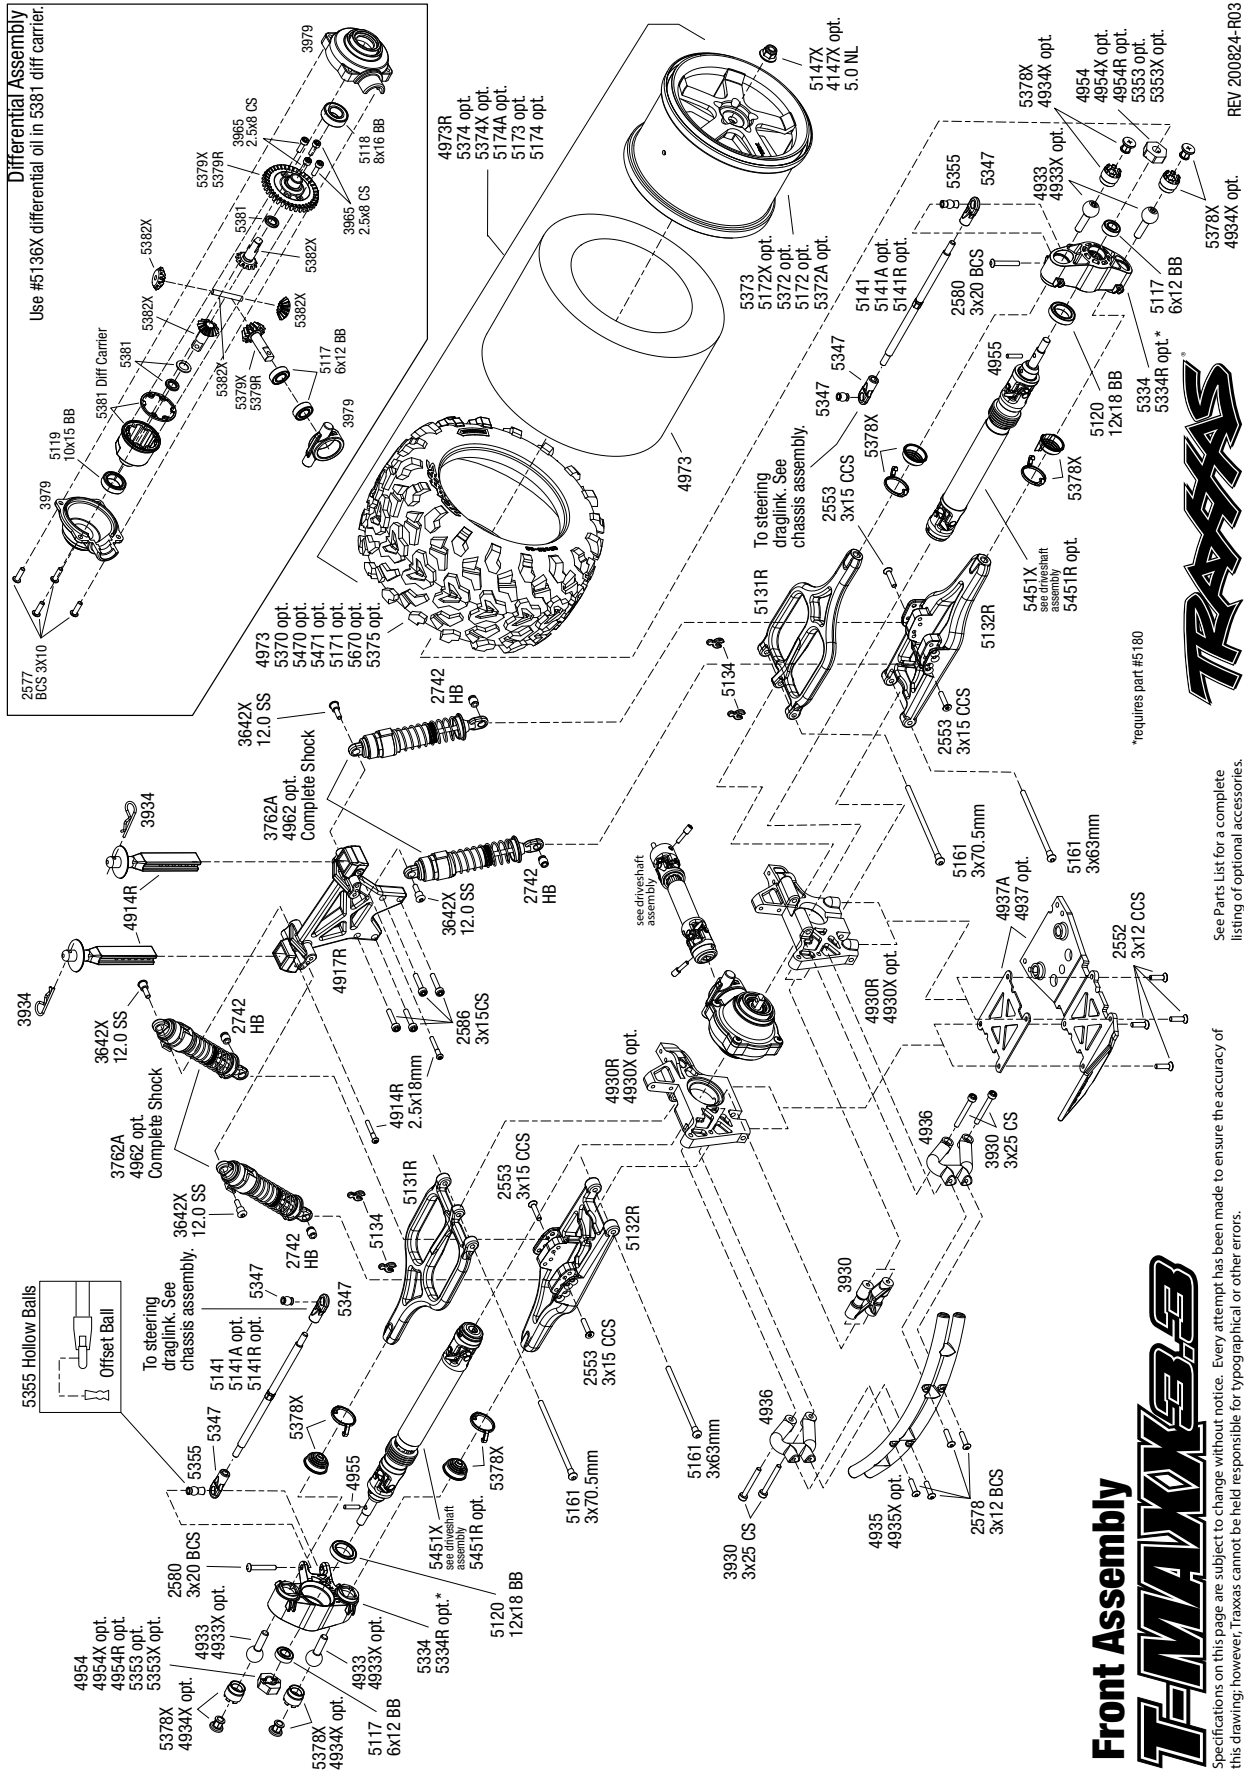 Differential Assembly
Use #5136X differential oil in 5381 diff carrier.
2577
BCS 3X10
3979
5119
10x15 BB
5381 Diff Carrier
5381
5382X
5382X
5382X
5379X
5379R
5117
6x12 BB
3979
5382X
5382X
5381
5379X
5379R
3965
2.5x8 CS
3965
2.5x8 CS
5118
8x16 BB
3979
3934
4914R
3934
3642X
12.0 SS
2742
HB
3762A
4962 opt.
Complete Shock
3642X
12.0 SS
2742
HB
4917R
2586
3x15CS
4914R
2.5x18mm
3762A
4962 opt.
Complete Shock
3642X
12.0 SS
2742
HB
3642X
12.0 SS
2742
HB
4973
5370 opt.
5470 opt.
5471 opt.
5171 opt.
5670 opt.
5375 opt.
4973
4973R
5374 opt.
5374X opt.
5174A opt.
5173 opt.
5174 opt.
5373
5172X opt.
5372 opt.
5172 opt.
5372A opt.
5147X
4147X opt.
5.0 NL
5355 Hollow Balls
Offset Ball
To steering
draglink. See
chassis assembly.
5347
5347
5141
5141A opt.
5141R opt.
5347
5355
2580
3x20 BCS
4933
4933X opt.
4954
4954X opt.
4954R opt.
5353 opt.
5353X opt.
5378X
4934X opt.
5378X
4934X opt.
5117
6x12 BB
4933
4933X opt.
5334
5334R opt.*
5120
12x18 BB
5451X
see driveshaft
assembly
5451R opt.
4955
5378X
5378X
5134
5131R
2553
3x15 CCS
5132R
2553
3x15 CCS
5161
3x70.5mm
5161
3x63mm
see driveshaft
assembly
4930R
4930X opt.
4930R
4930X opt.
4936
3930
3x25 CS
3930
4936
3930
3x25 CS
4935
4935X opt.
2578
3x12 BCS
4937A
4937 opt.
2552
3x12 CCS
5134
5131R
2553
3x15 CCS
5132R
2553
3x15 CCS
5161
3x70.5mm
5161
3x63mm
To steering
draglink. See
chassis assembly.
5347
5347
5141
5141A opt.
5141R opt.
5355
5347
5378X
5378X
5451X
see driveshaft
assembly
5451R opt.
4955
2580
3x20 BCS
5120
12x18 BB
5334
5334R opt.*
5117
6x12 BB
4933
4933X opt.
5378X
4934X opt.
5378X
4934X opt.
4954
4954X opt.
4954R opt.
5353 opt.
5353X opt.
*requires part #5180
Front Assembly
T-MAXX 3.3
Specifications on this page are subject to change without notice. Every attempt has been made to ensure the accuracy of
this drawing; however, Traxxas cannot be held responsible for typographical or other errors.
See Parts List for a complete
listing of optional accessories.
TRAXXAS
REV 200824-R03